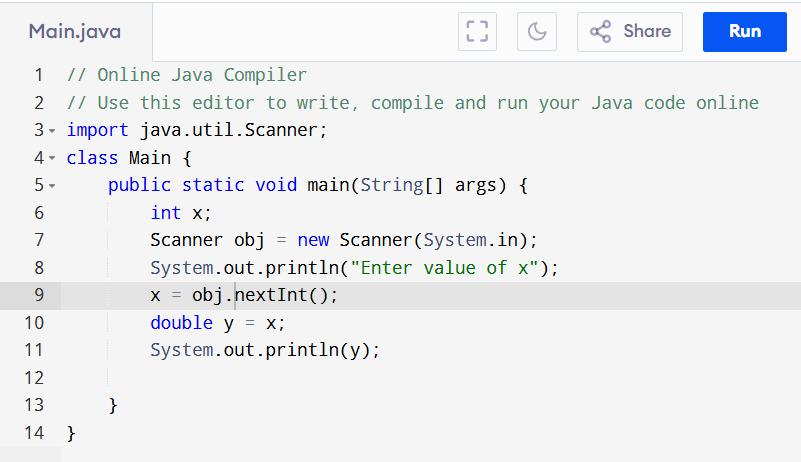 Main.java Share Run
1 // Online Java Compiler
2 // Use this editor to write, compile and run your Java code online
3 import java.util.Scanner;
4 class Main {
5     public static void main(String[] args) {
6         int x;
7         Scanner obj = new Scanner(System.in);
8         System.out.println("Enter value of x");
9         x = obj.nextInt();
10         double y = x;
11         System.out.println(y);
12
13     }
14 }